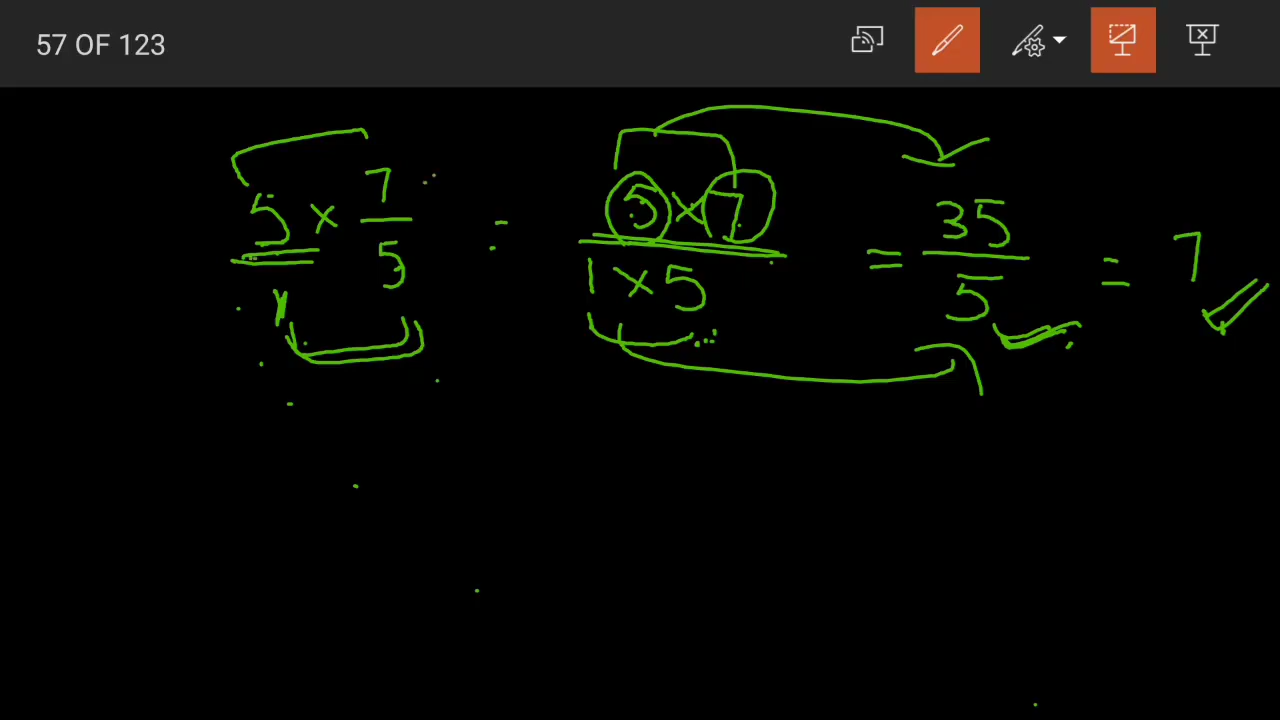 57 OF 123
5/1 × 7/5 = 5×7/1×5 = 35/5 = 7